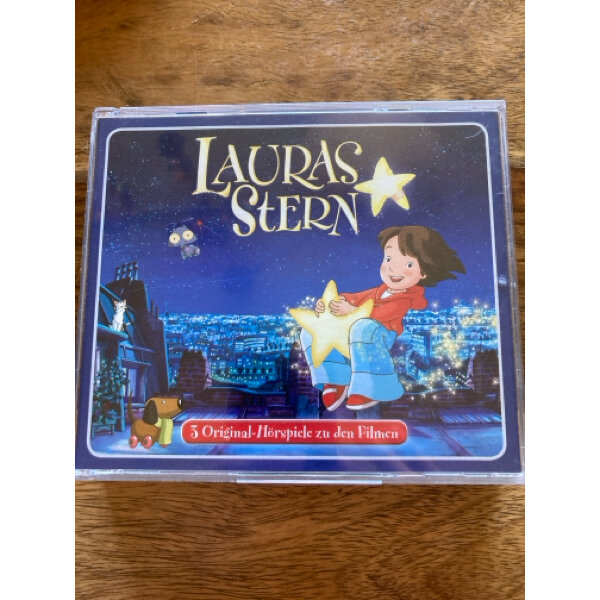 LAURAS
STERN
3 Original-Hörspiele zu den Filmen